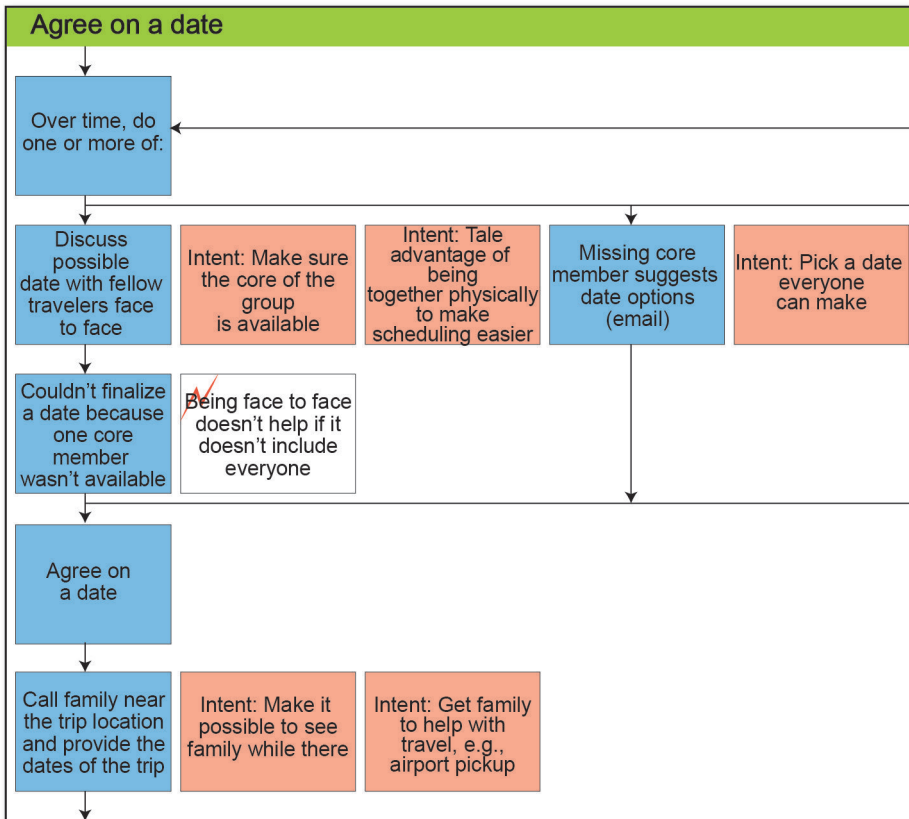 Agree on a date
Over time, do
one or more of:
Discuss
possible
date with fellow
travelers face
to face
Intent: Make sure
the core of the
group
is available
Intent: Tale
advantage of
being
together physically
to make
scheduling easier
Missing core
member suggests
date options
(email)
Intent: Pick a date
everyone
can make
Couldn’t finalize
a date because
one core
member
wasn’t available
Being face to face
doesn’t help if it
doesn’t include
everyone
Agree on
a date
Call family near
the trip location
and provide the
dates of the trip
Intent: Make it
possible to see
family while there
Intent: Get family
to help with
travel, e.g.,
airport pickup